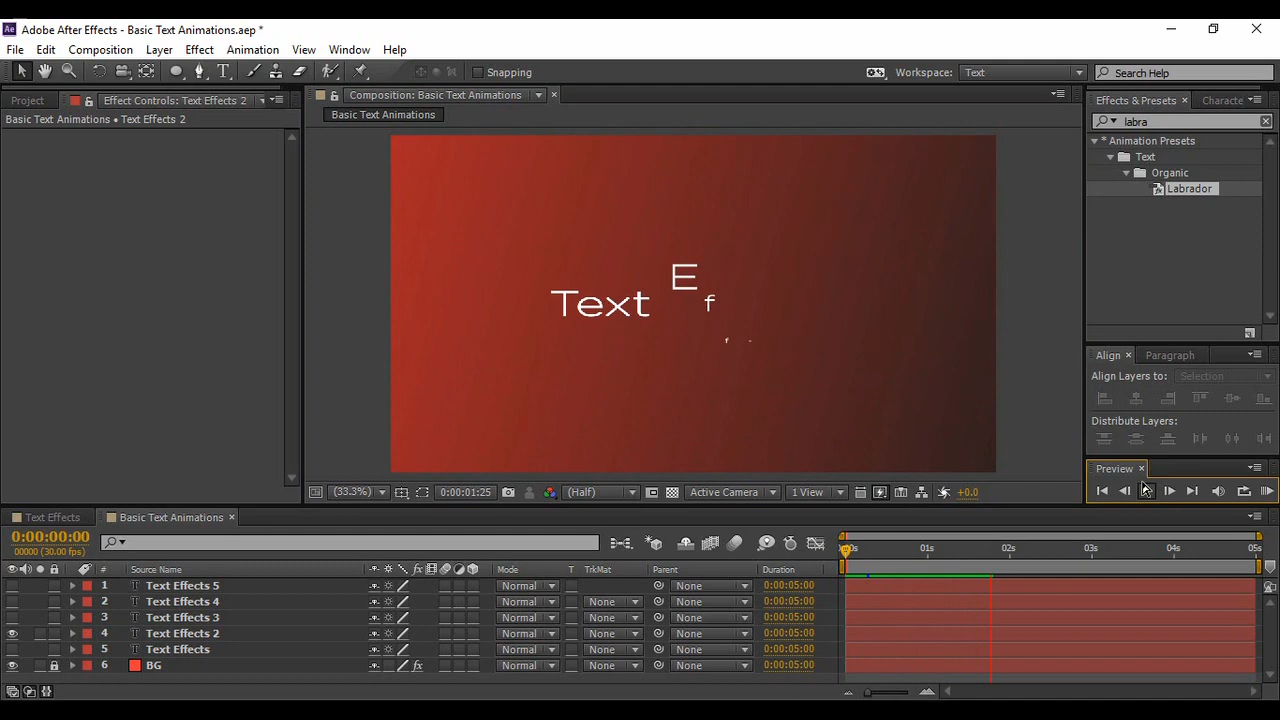 Adobe After Effects - Basic Text Animations.aep *
File Edit Composition Layer Effect Animation View Window Help
Snapping Workspace: Text Search Help
Project Effect Controls: Text Effects 2 Composition: Basic Text Animations Effects & Presets Characte
Basic Text Animations • Text Effects 2 Basic Text Animations labra
* Animation Presets
Text
Organic
Labrador
Text E
f
f
Align Paragraph
Align Layers to: Selection
Distribute Layers:
Preview
(33.3%) 0:00:01:25 (Half) Active Camera 1 View +0.0
Text Effects Basic Text Animations
0:00:00:00
00000 (30.00 fps) 01s 02s 03s 04s 05s
# Source Name Mode T TrkMat Parent Duration
1 T Text Effects 5 Normal None 0:00:05:00
2 T Text Effects 4 Normal None None 0:00:05:00
3 T Text Effects 3 Normal None None 0:00:05:00
4 T Text Effects 2 Normal None None 0:00:05:00
5 T Text Effects Normal None None 0:00:05:00
6 BG fx Normal None None 0:00:05:00